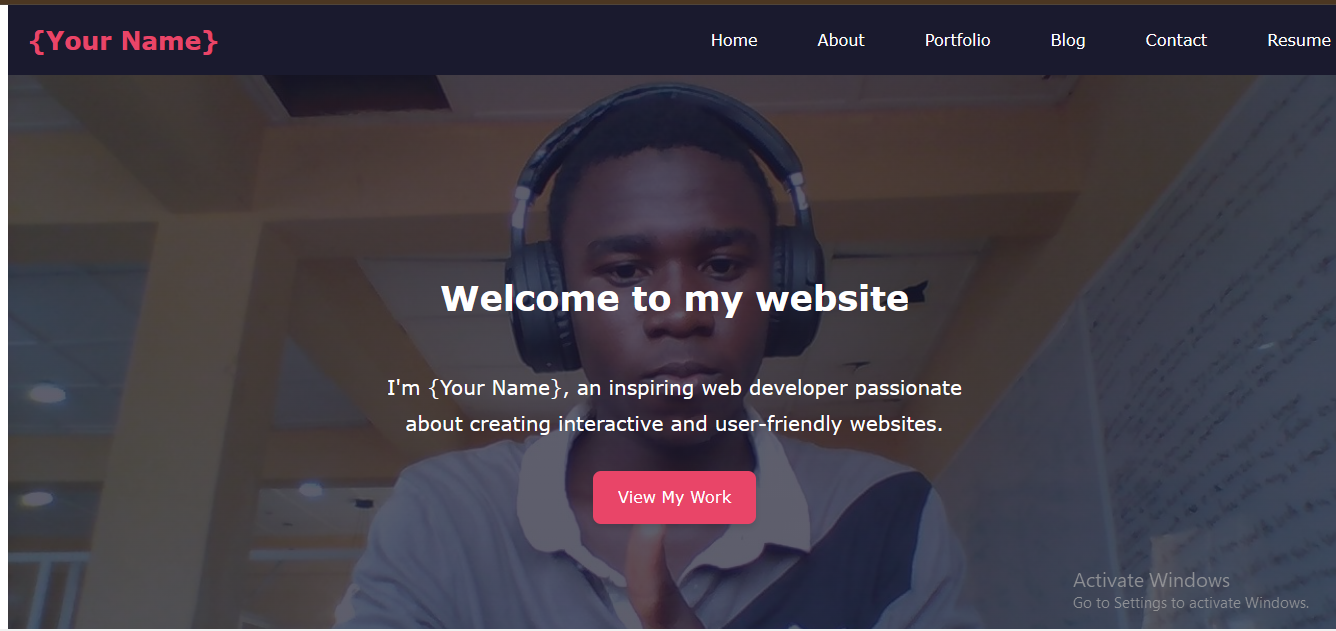 {Your Name}
Home About Portfolio Blog Contact Resume
Welcome to my website
I'm {Your Name}, an inspiring web developer passionate
about creating interactive and user-friendly websites.
View My Work
Activate Windows
Go to Settings to activate Windows.